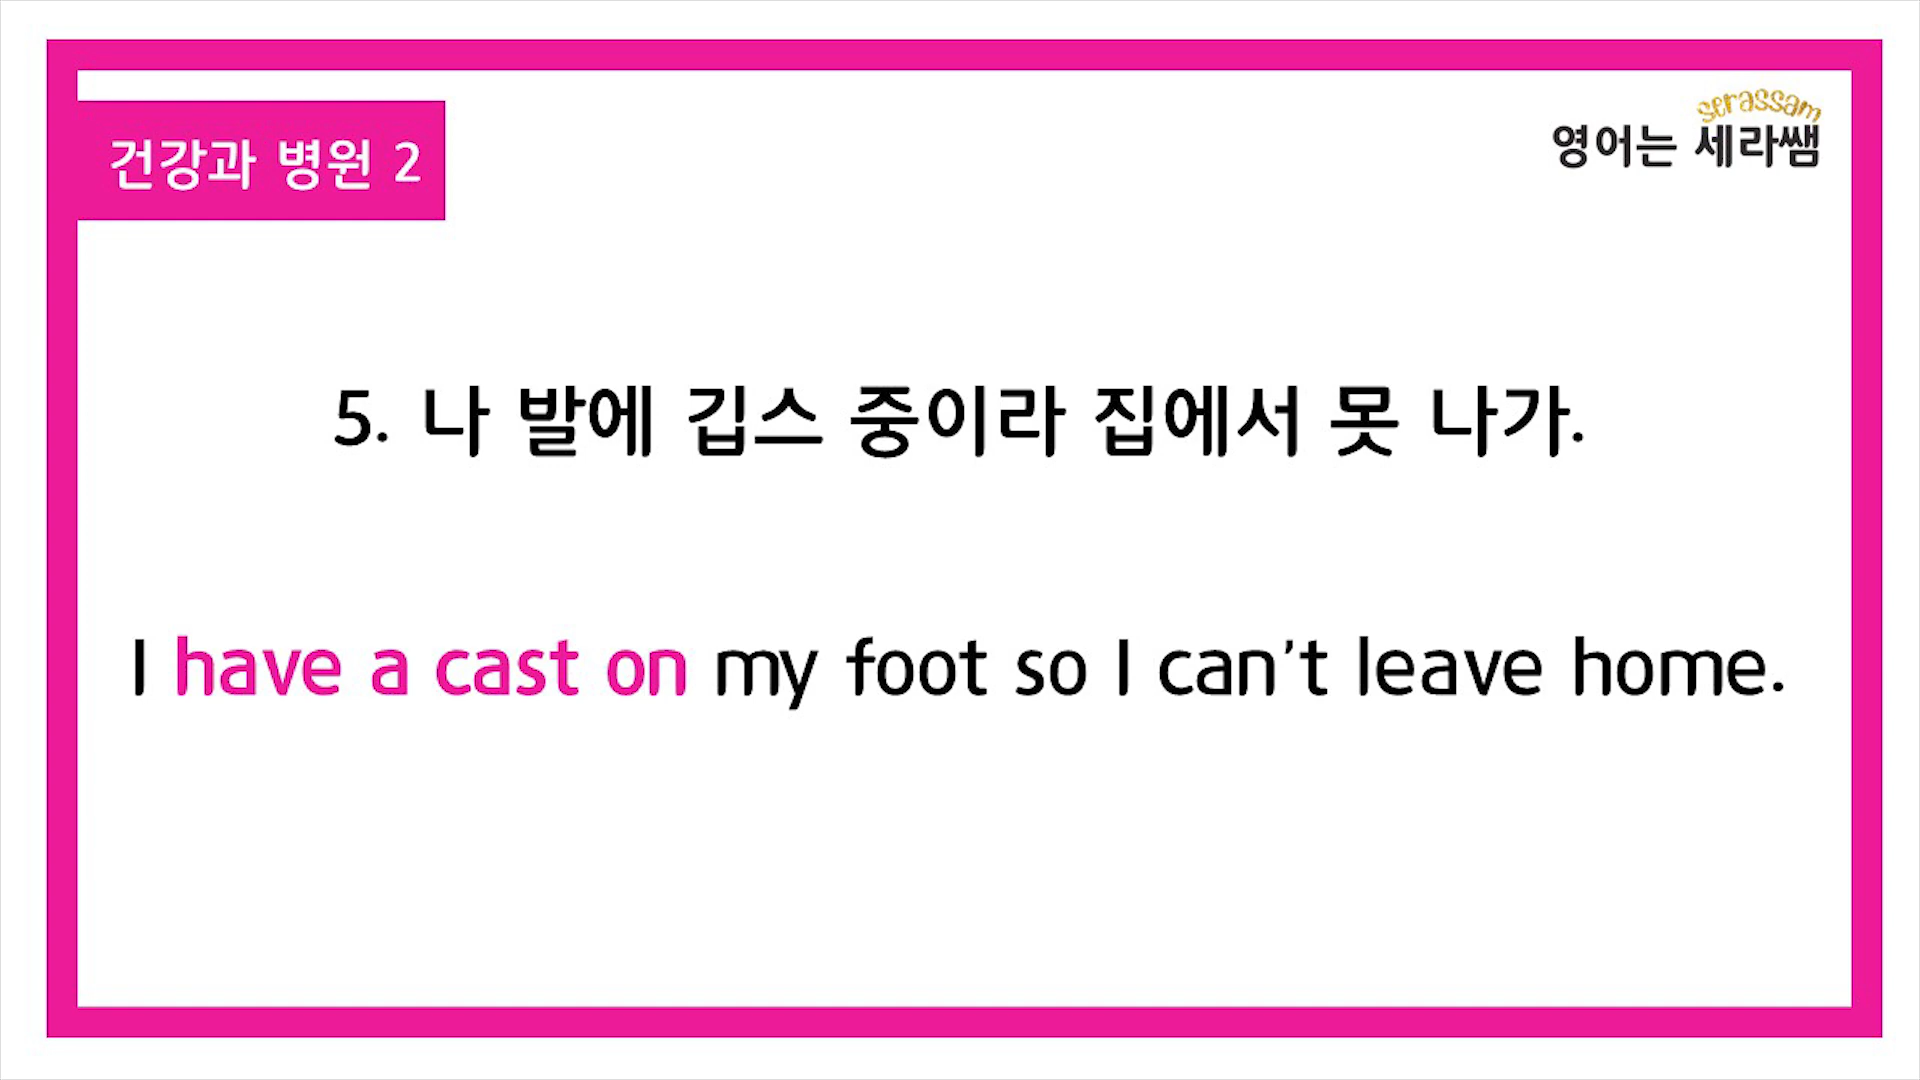 건강과 병원 2
serassam
영어는 세라쌤
5. 나 발에 깁스 중이라 집에서 못 나가.
I have a cast on my foot so I can't leave home.